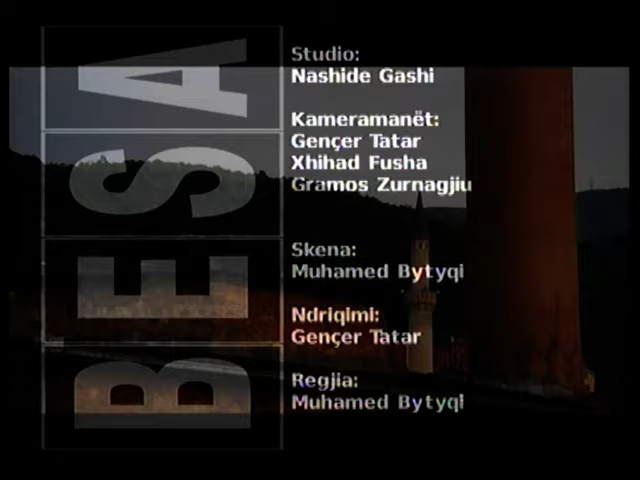 BESA
Studio:
Nashide Gashi
Kameramanët:
Gençer Tatar
Xhihad Fusha
Gramos Zurnagjiu
Skena:
Muhamed Bytyqi
Ndriqimi:
Gençer Tatar
Regjia:
Muhamed Bytyqi